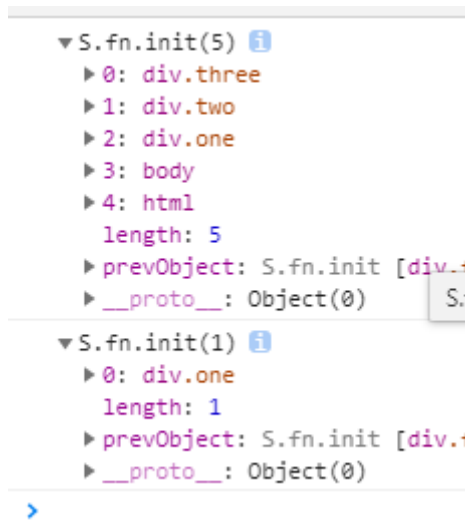 ▼S.fn.init(5) i
▶0: div.three
▶1: div.two
▶2: div.one
▶3: body
▶4: html
length: 5
▶prevObject: S.fn.init [div.
▶__proto__: Object(0)
S.
▼S.fn.init(1) i
▶0: div.one
length: 1
▶prevObject: S.fn.init [div.
▶__proto__: Object(0)
>